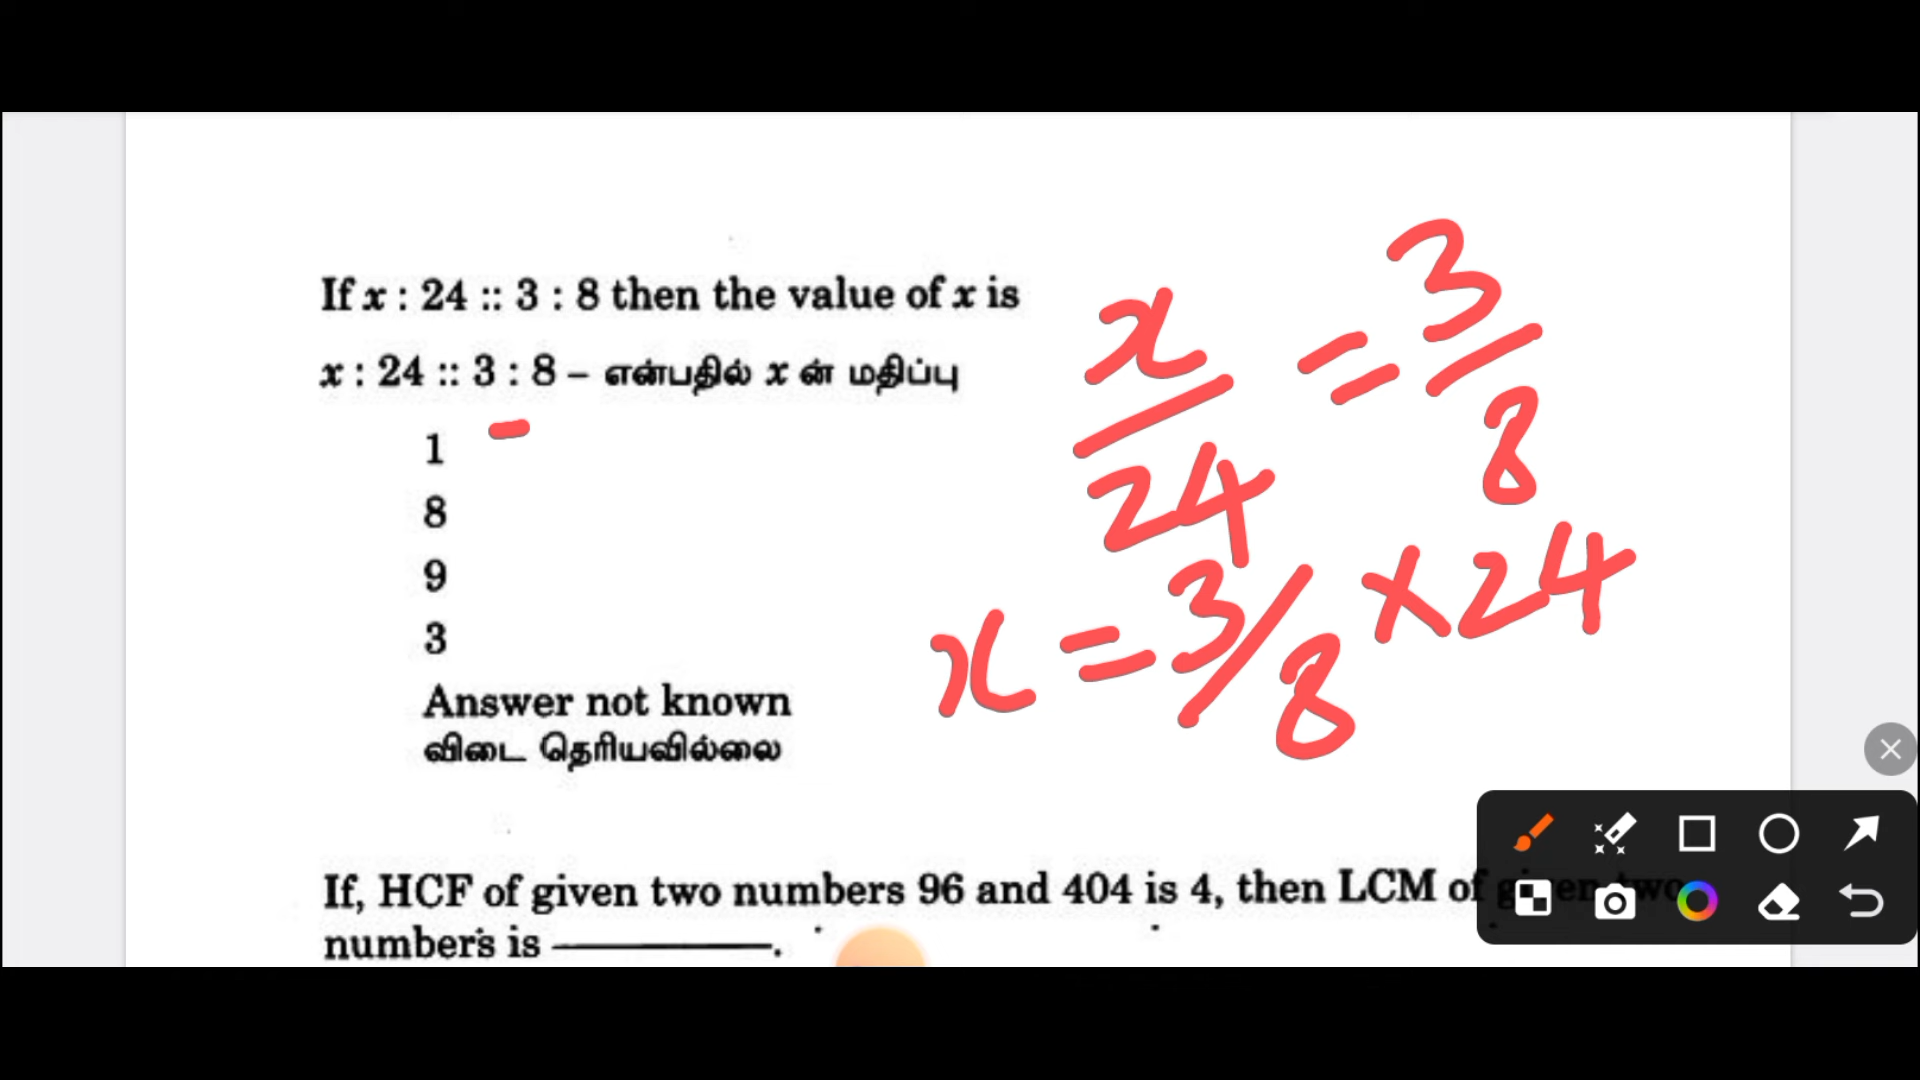 If x : 24 :: 3 : 8 then the value of x is
x : 24 :: 3 : 8 – என்பதில் x ன் மதிப்பு
1
8
9
3
Answer not known
விடை தெரியவில்லை
x/24 = 3/8
x = 3/8 × 24
If, HCF of given two numbers 96 and 404 is 4, then LCM of given two
numbers is ————.